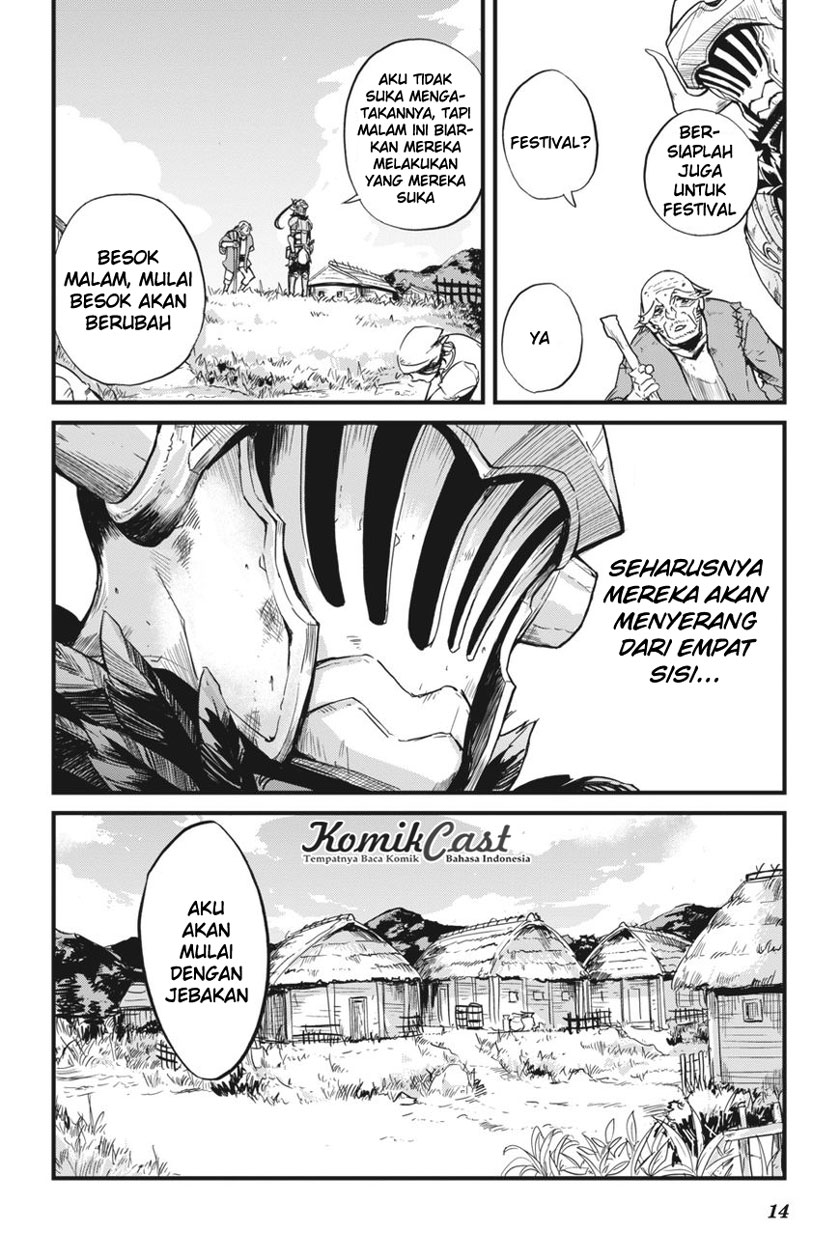 BER-
SIAPLAH
JUGA
UNTUK
FESTIVAL
FESTIVAL?
YA
AKU TIDAK
SUKA MENGA-
TAKANNYA, TAPI
MALAM INI BIAR-
KAN MEREKA
MELAKUKAN
YANG MEREKA
SUKA
BESOK
MALAM, MULAI
BESOK AKAN
BERUBAH
SEHARUSNYA
MEREKA AKAN
MENYERANG
DARI EMPAT
SISI...
KomikCast
Tempatnya Baca Komik Bahasa Indonesia
AKU
AKAN
MULAI
DENGAN
JEBAKAN
14